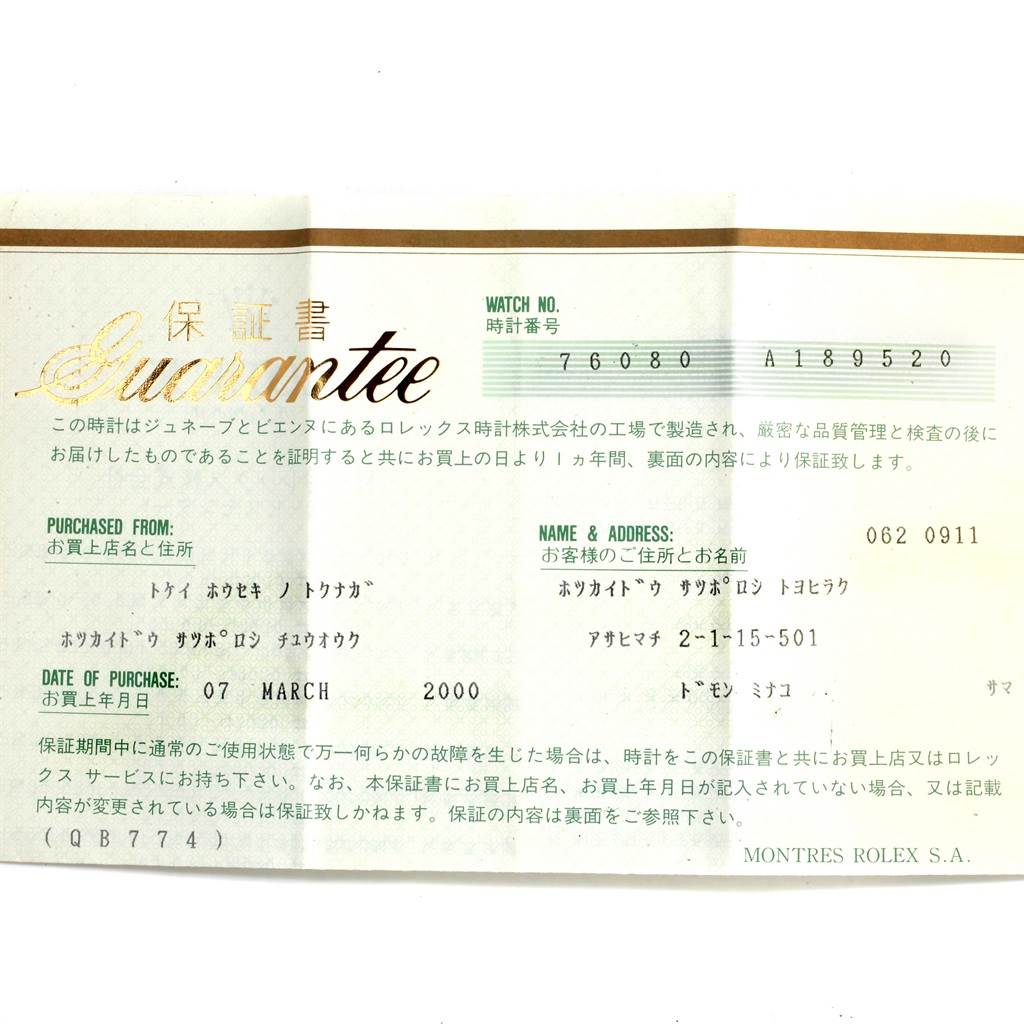 保証書
Guarantee
WATCH NO.
時計番号
76080 A189520
この時計はジュネーブとビエンヌにあるロレックス時計株式会社の工場で製造され、厳密な品質管理と検査の後に
お届けしたものであることを証明すると共にお買上の日より1ヵ年間、裏面の内容により保証致します。
PURCHASED FROM:
お買上店名と住所
トケイ ホウセキ ノ トクナガ
ホツカイドウ サツポロシ チユウオウク
NAME & ADDRESS: 062 0911
お客様のご住所とお名前
ホツカイドウ サツポロシ トヨヒラク
アサヒマチ 2-1-15-501
ドモン ミナコ サマ
DATE OF PURCHASE:
お買上年月日
07 MARCH 2000
保証期間中に通常のご使用状態で万一何らかの故障を生じた場合は、時計をこの保証書と共にお買上店又はロレッ
クス サービスにお持ち下さい。なお、本保証書にお買上店名、お買上年月日が記入されていない場合、又は記載
内容が変更されている場合は保証致しかねます。保証の内容は裏面をご参照下さい。
(QB774)
MONTRES ROLEX S.A.